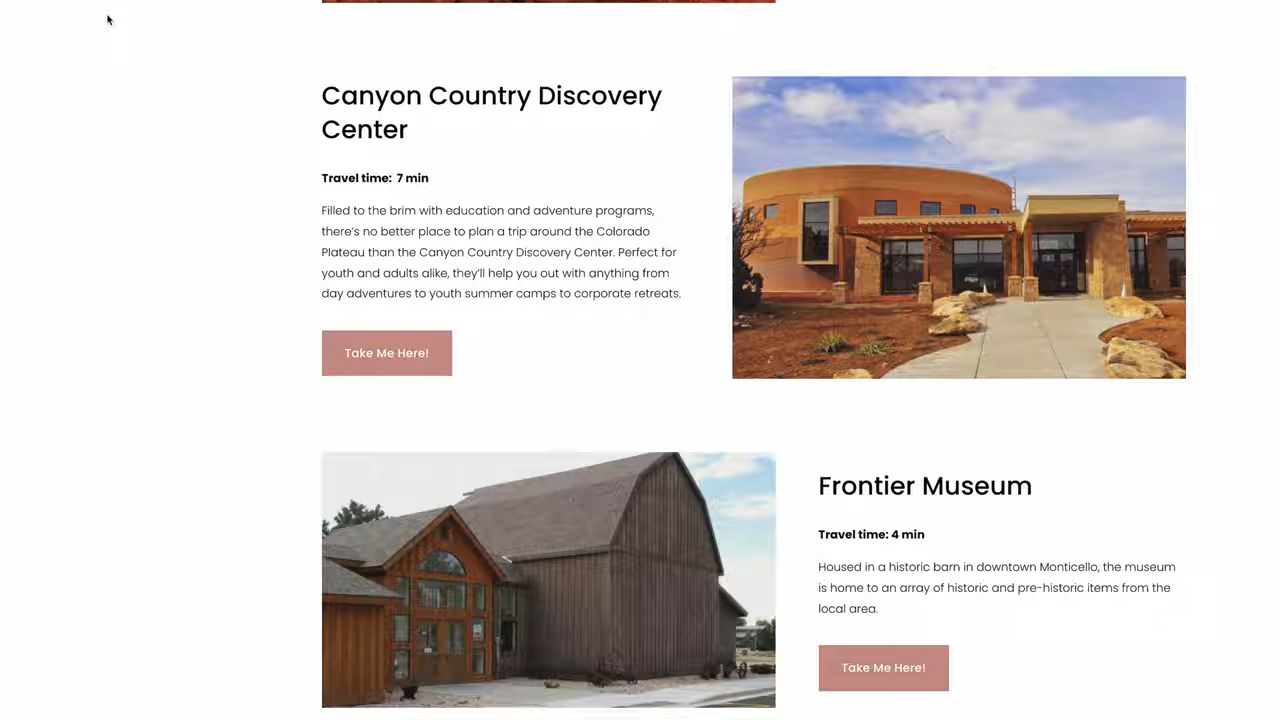 Canyon Country Discovery
Center
Travel time: 7 min
Filled to the brim with education and adventure programs,
there's no better place to plan a trip around the Colorado
Plateau than the Canyon Country Discovery Center. Perfect for
youth and adults alike, they'll help you out with anything from
day adventures to youth summer camps to corporate retreats.
Take Me Here!
Frontier Museum
Travel time: 4 min
Housed in a historic barn in downtown Monticello, the museum
is home to an array of historic and pre-historic items from the
local area.
Take Me Here!